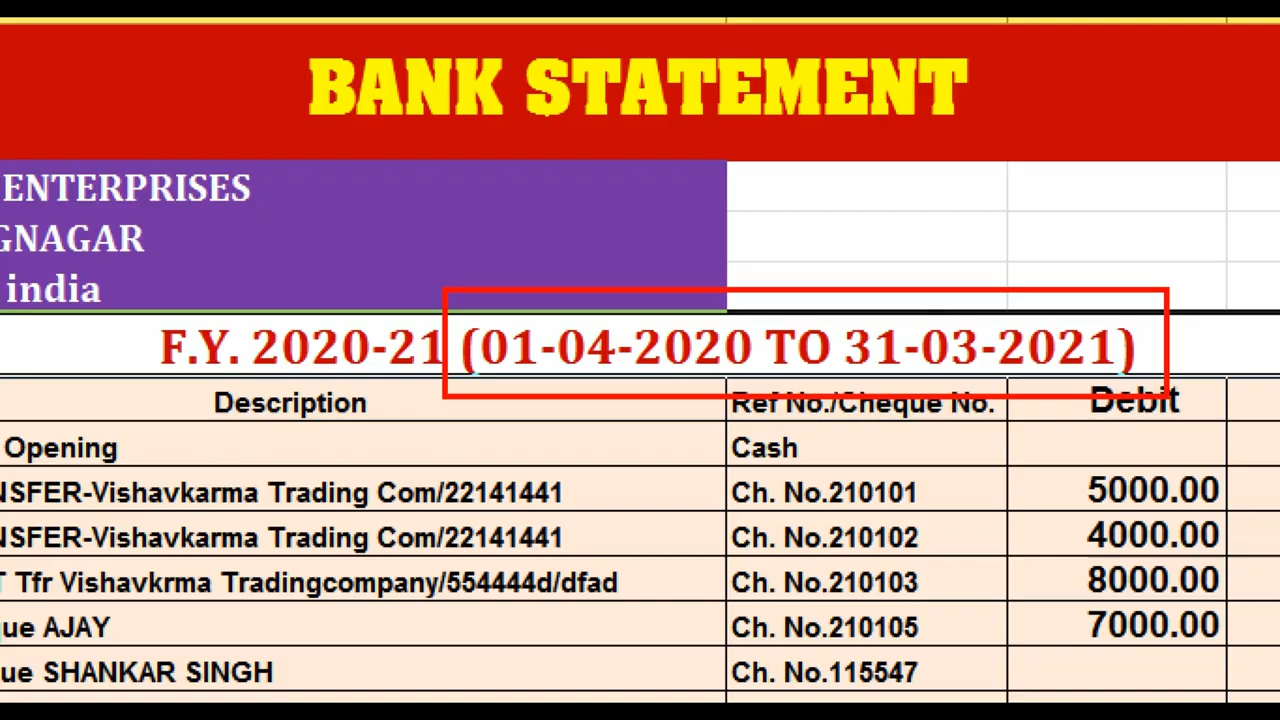 BANK STATEMENT
ENTERPRISES
GNAGAR
india
F.Y. 2020-21 (01-04-2020 TO 31-03-2021)
Description Ref No./Cheque No. Debit
Opening Cash
NSFER-Vishavkarma Trading Com/22141441 Ch. No.210101 5000.00
NSFER-Vishavkarma Trading Com/22141441 Ch. No.210102 4000.00
T Tfr Vishavkrma Tradingcompany/554444d/dfad Ch. No.210103 8000.00
que AJAY Ch. No.210105 7000.00
ue SHANKAR SINGH Ch. No.115547